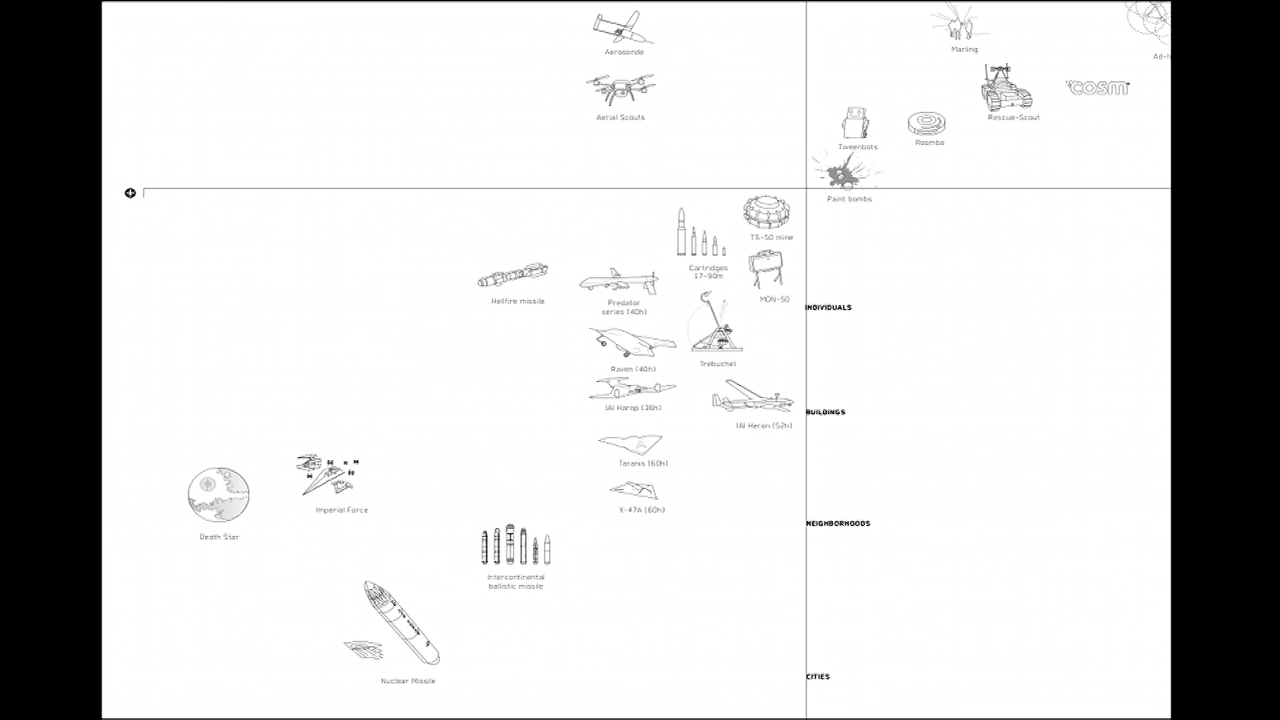 Aerosonde
Marling
Aerial Scouts
COSM
Rescue-Scout
Tweenbots
Roomba
Paint bombs
TS-50 mine
Cartridges
17-90m
MON-50
Hellfire missile
Predator
series (40h)
INDIVIDUALS
Raven (40h)
Trebuchet
IAI Harop (36h)
BUILDINGS
IAI Heron (52h)
Taranis (60h)
Imperial Force
X-47A (60h)
NEIGHBORHOODS
Death Star
Intercontinental
ballistic missile
Nuclear Missile
CITIES